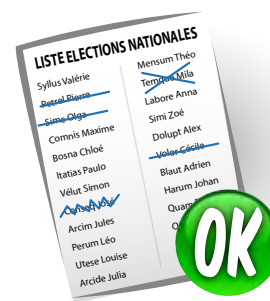 LISTE ELECTIONS NATIONALES
Syllus Valérie
Petrel Pierre
Sime Olga
Comnis Maxime
Bosna Chloé
Itatias Paulo
Vélut Simon
José
Arcim Jules
Perum Léo
Utese Louise
Arcide Julia
Mensum Théo
Temque Mila
Labore Anna
Simi Zoé
Dolupt Alex
Volor Cécile
Blaut Adrien
Harum Johan
OK